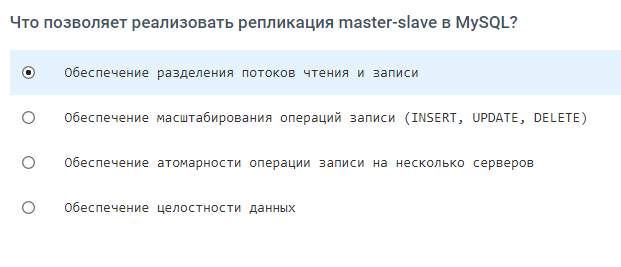 Что позволяет реализовать репликация master-slave в MySQL?
Обеспечение разделения потоков чтения и записи
Обеспечение масштабирования операций записи (INSERT, UPDATE, DELETE)
Обеспечение атомарности операции записи на несколько серверов
Обеспечение целостности данных